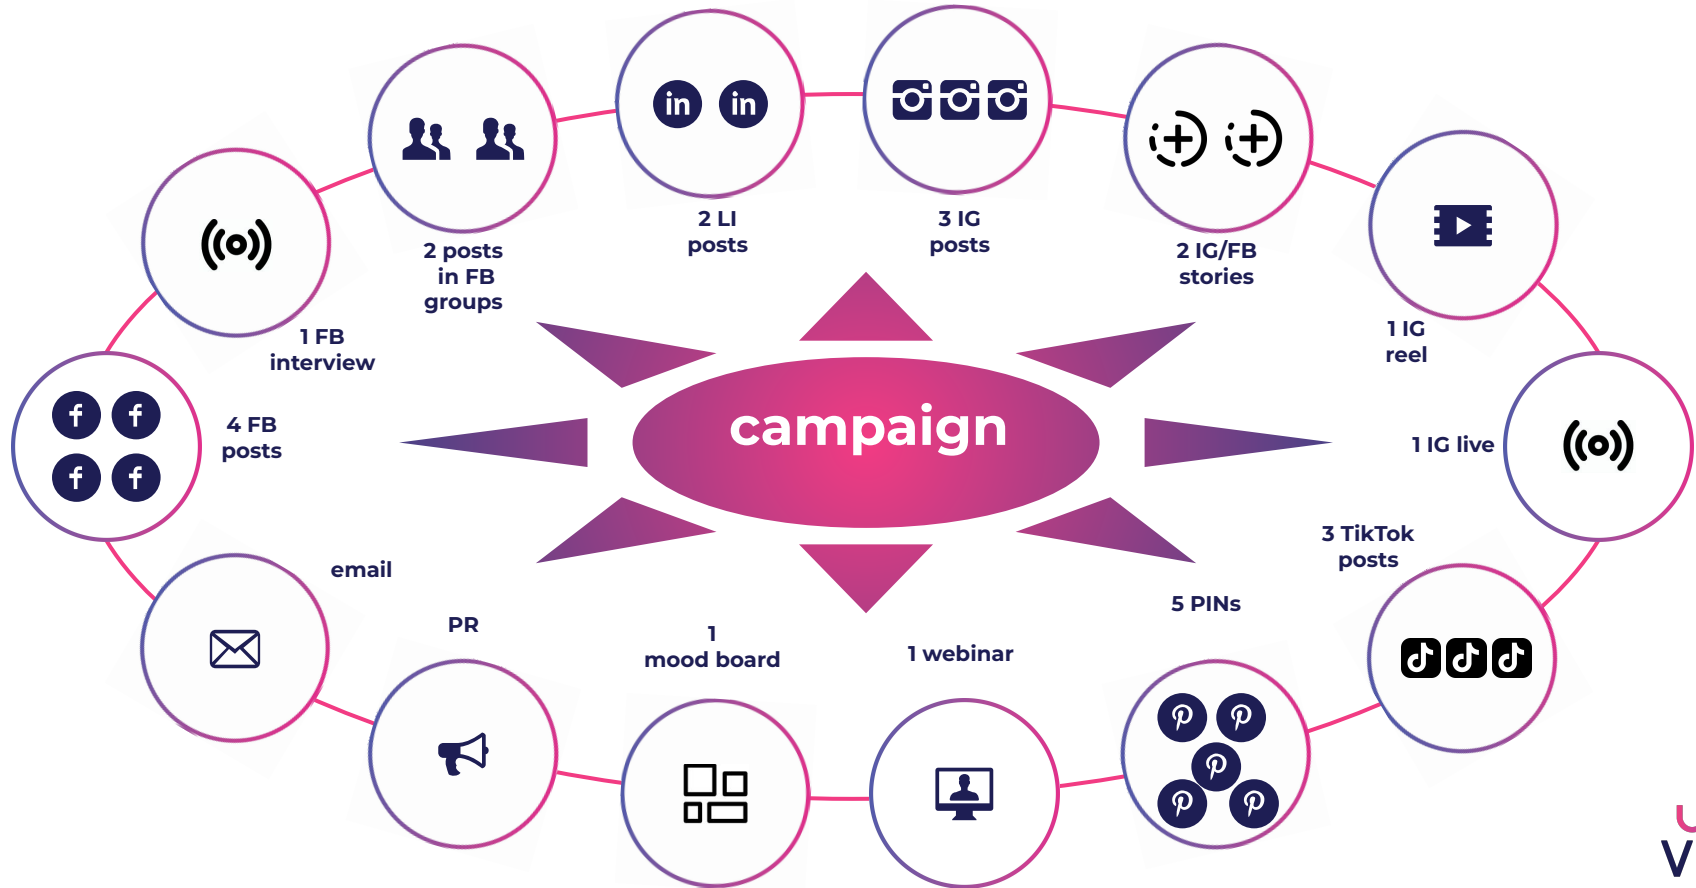 2 LI
posts
3 IG
posts
2 posts
in FB
groups
2 IG/FB
stories
1 FB
interview
1 IG
reel
4 FB
posts
campaign
1 IG live
3 TikTok
posts
email
5 PINs
PR
1
mood board
1 webinar